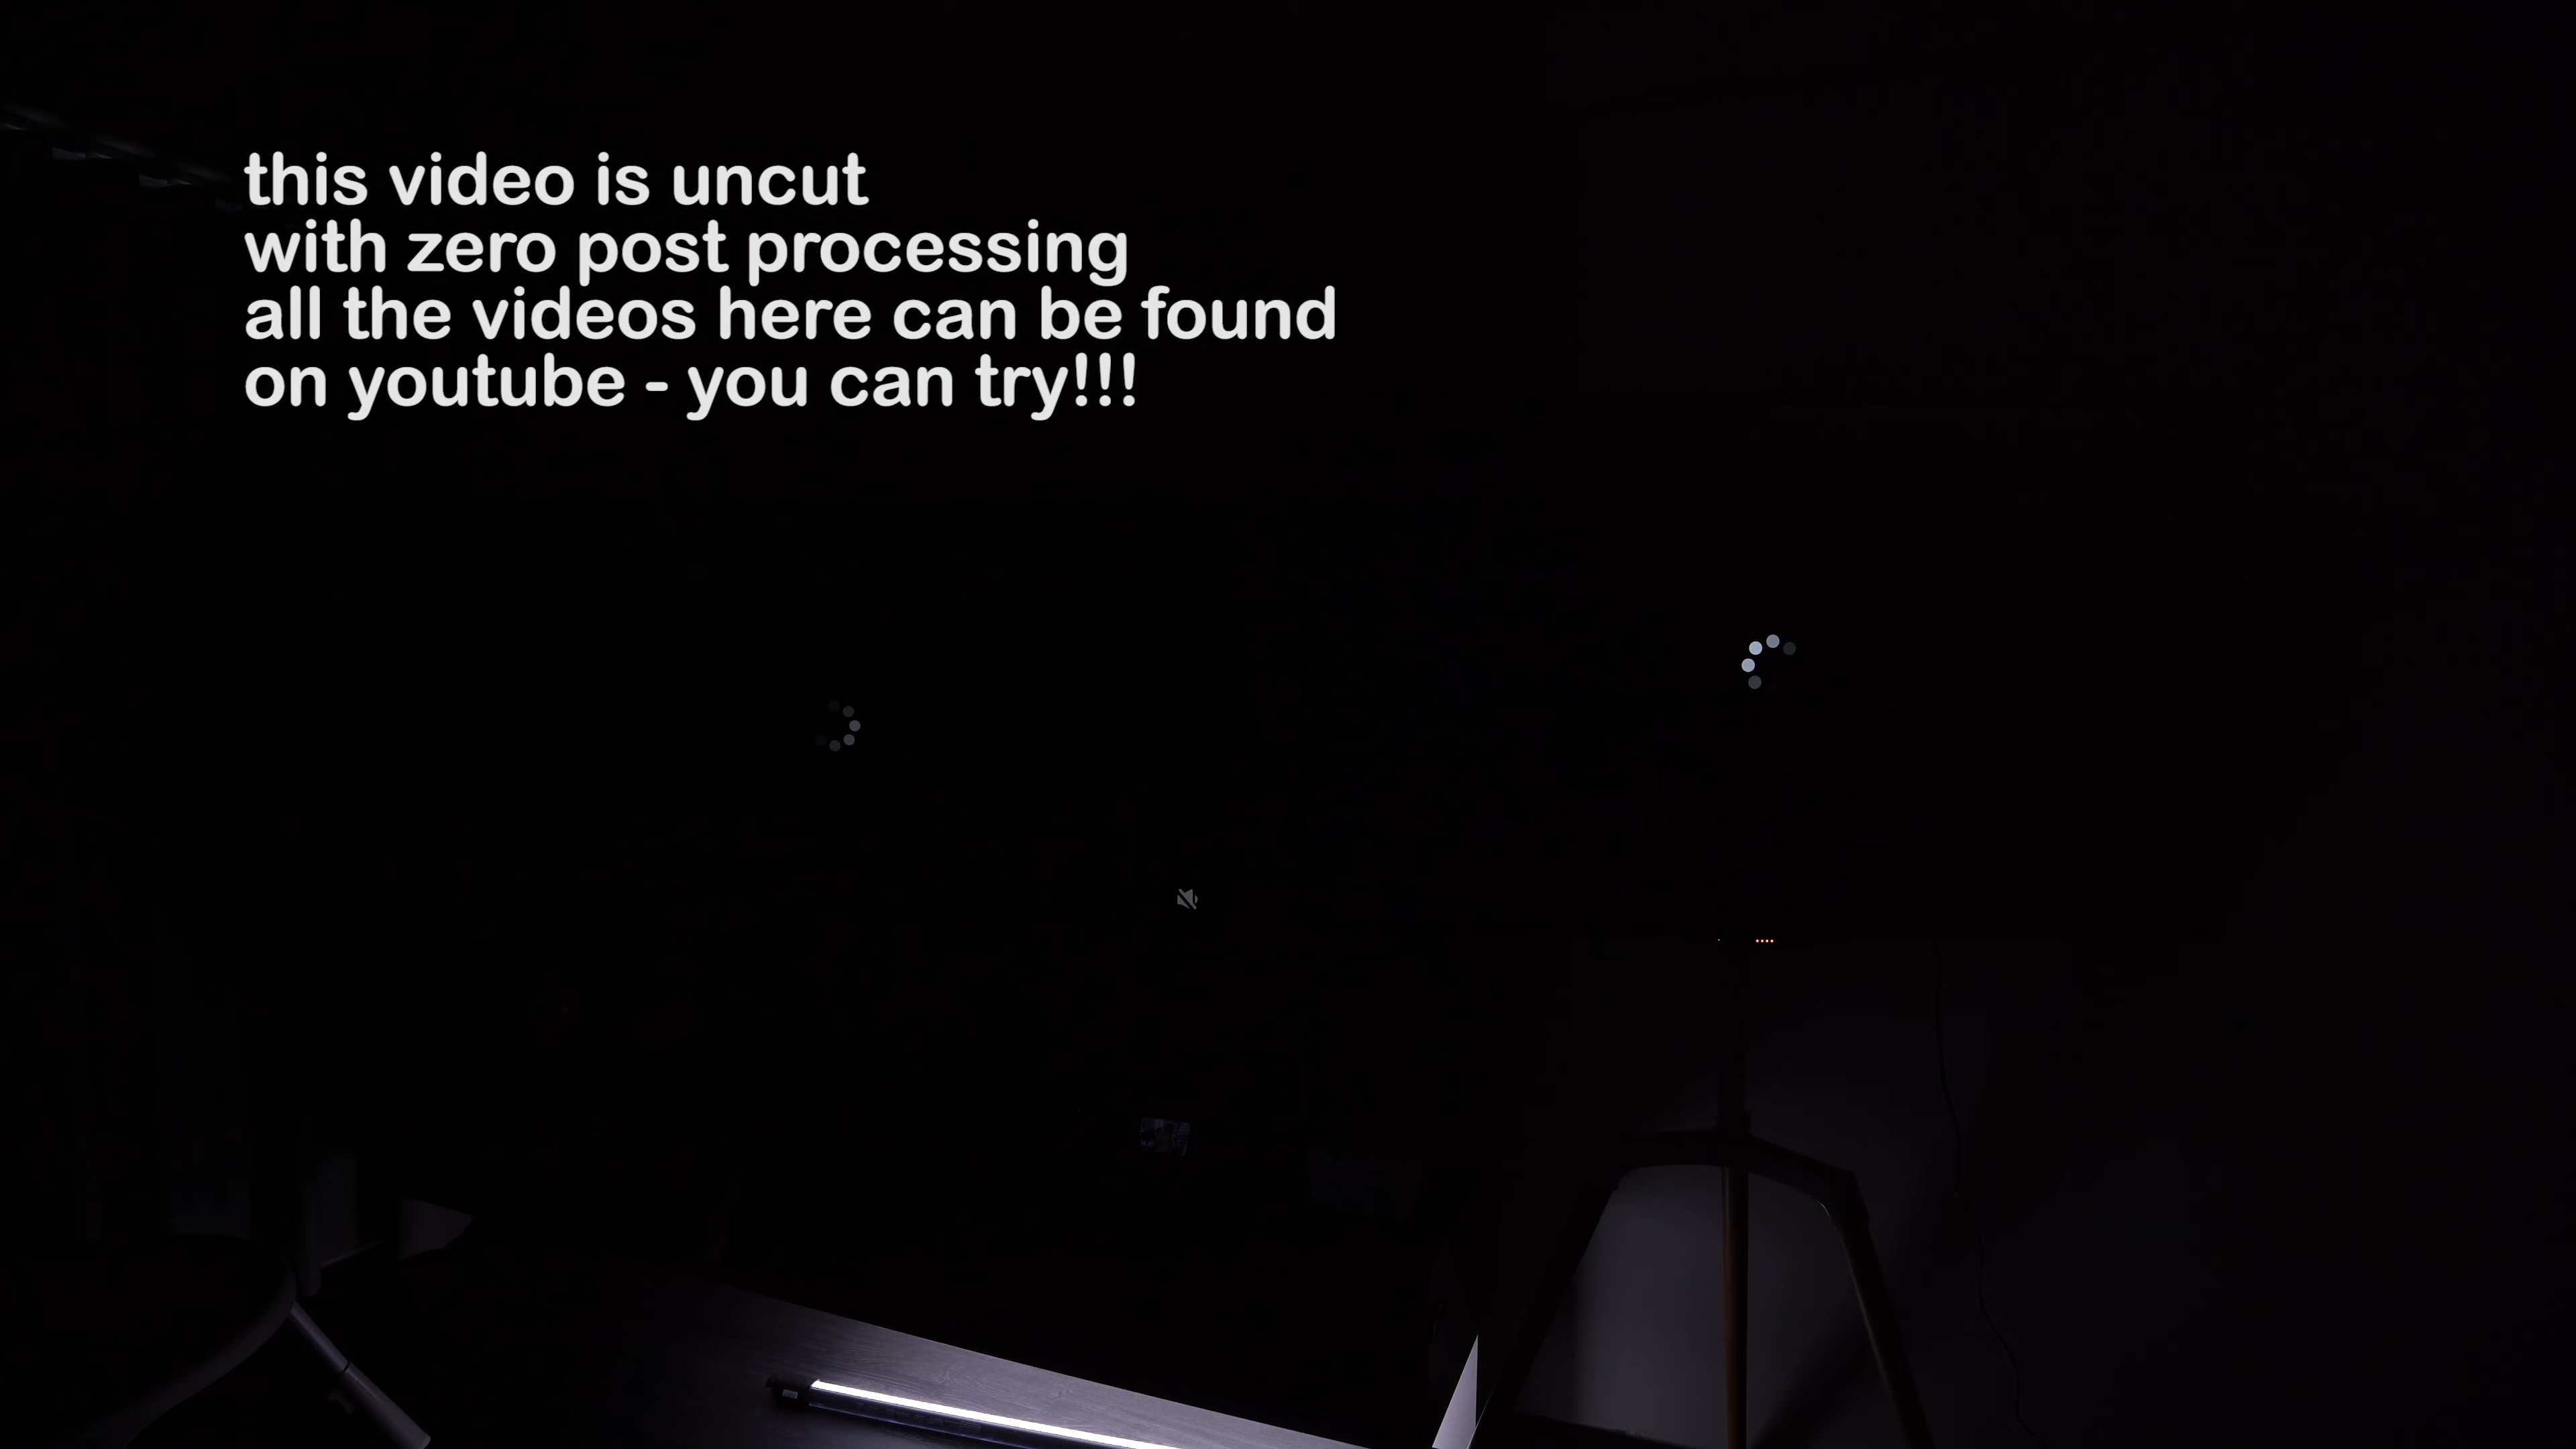 this video is uncut
with zero post processing
all the videos here can be found
on youtube - you can try!!!